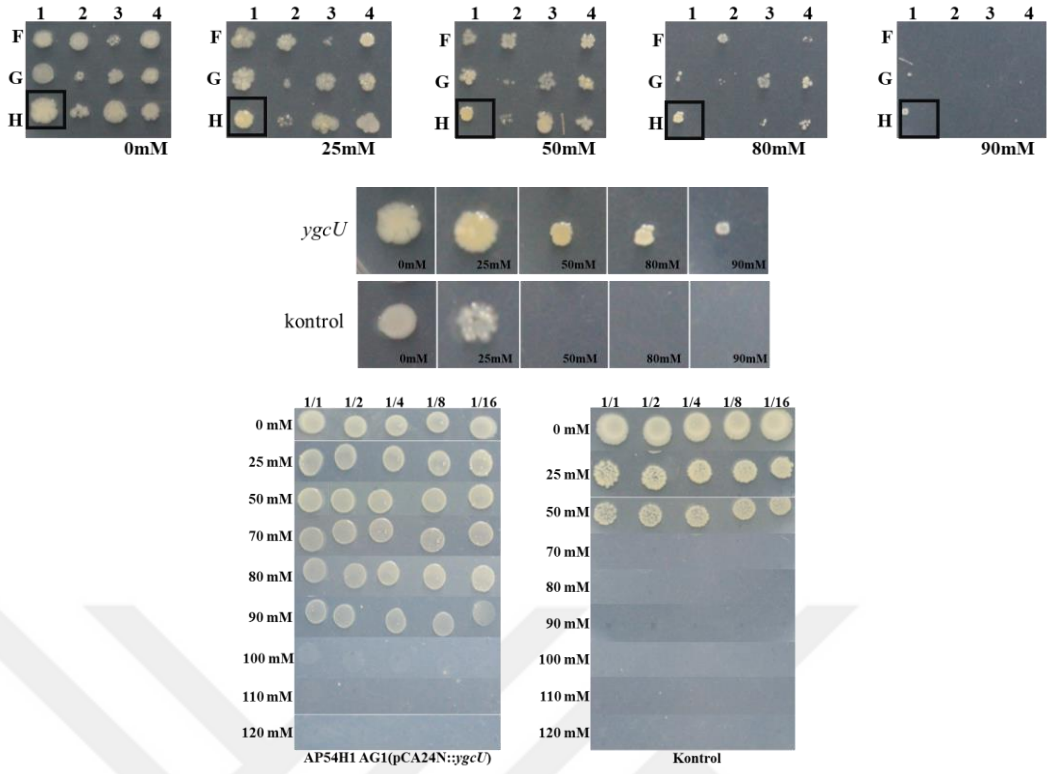 1 2 3 4 1 2 3 4 1 2 3 4 1 2 3 4 1 2 3 4
F F F F F
G G G G G
H H H H H
0mM 25mM 50mM 80mM 90mM
ygcU
0mM 25mM 50mM 80mM 90mM
kontrol
0mM 25mM 50mM 80mM 90mM
1/1 1/2 1/4 1/8 1/16
0 mM
25 mM
50 mM
70 mM
80 mM
90 mM
100 mM
110 mM
120 mM
AP54H1 AG1(pCA24N::ygcU)
1/1 1/2 1/4 1/8 1/16
0 mM
25 mM
50 mM
70 mM
80 mM
90 mM
100 mM
110 mM
120 mM
Kontrol